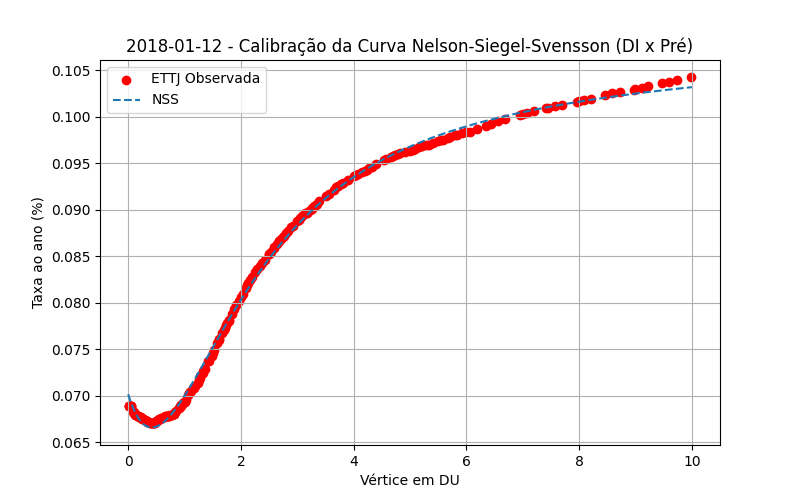 2018-01-12 - Calibração da Curva Nelson-Siegel-Svensson (DI x Pré)
ETTJ Observada
NSS
Taxa ao ano (%)
0.105
0.100
0.095
0.090
0.085
0.080
0.075
0.070
0.065
0 2 4 6 8 10
Vértice em DU